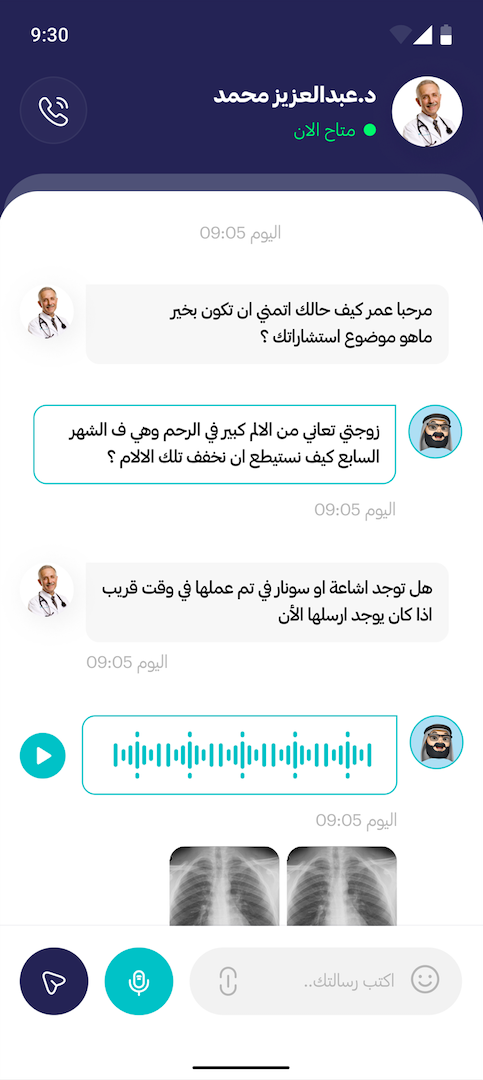 9:30
د.عبدالعزيز محمد
متاح الان
اليوم 09:05
مرحبا عمر كيف حالك اتمني ان تكون بخير
ماهو موضوع استشاراتك ؟
زوجتي تعاني من الالم كبير في الرحم وهي ف الشهر
السابع كيف نستيطع ان نخفف تلك الالام ؟
اليوم 09:05
هل توجد اشاعة او سونار في تم عملها في وقت قريب
اذا كان يوجد ارسلها الأن
اليوم 09:05
اليوم 09:05
اكتب رسالتك..